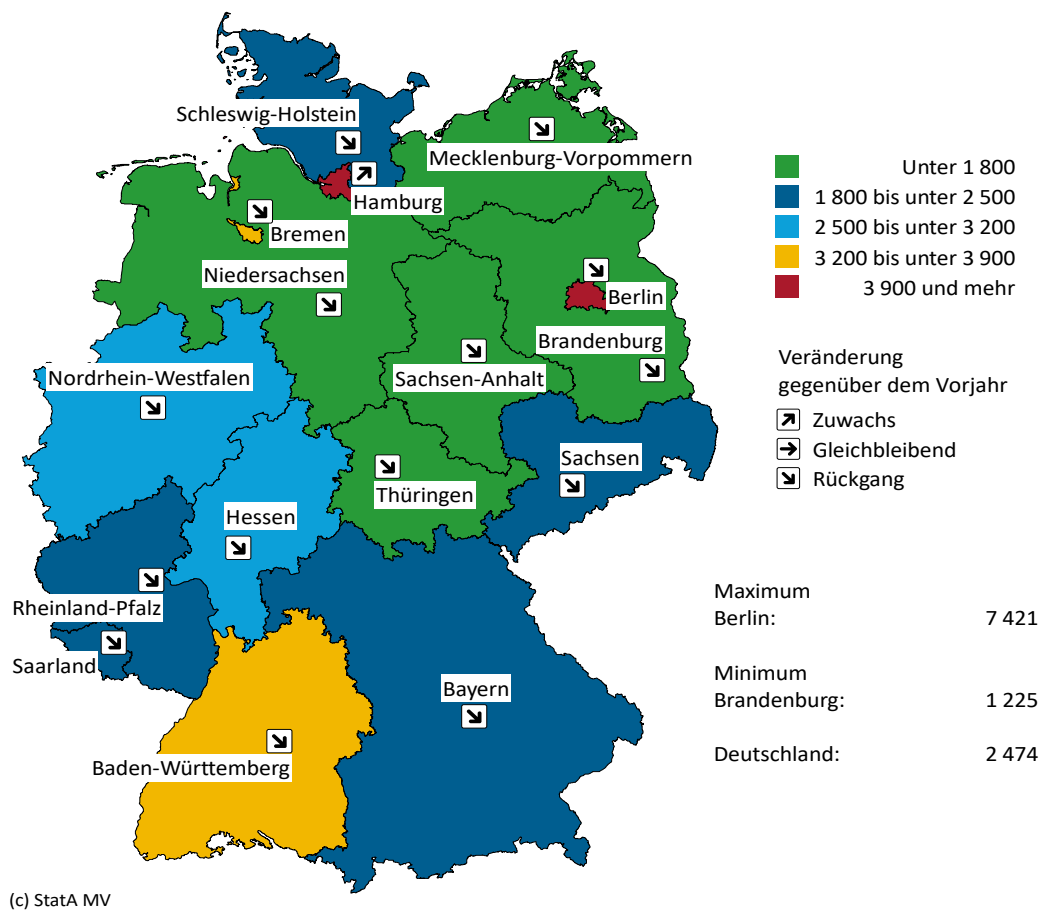 Schleswig-Holstein
Mecklenburg-Vorpommern
Hamburg
Bremen
Niedersachsen
Berlin
Brandenburg
Nordrhein-Westfalen
Sachsen-Anhalt
Sachsen
Thüringen
Hessen
Rheinland-Pfalz
Saarland
Bayern
Baden-Württemberg
Unter 1 800
1 800 bis unter 2 500
2 500 bis unter 3 200
3 200 bis unter 3 900
3 900 und mehr
Veränderung
gegenüber dem Vorjahr
Zuwachs
Gleichbleibend
Rückgang
Maximum
Berlin: 7 421
Minimum
Brandenburg: 1 225
Deutschland: 2 474
(c) StatA MV